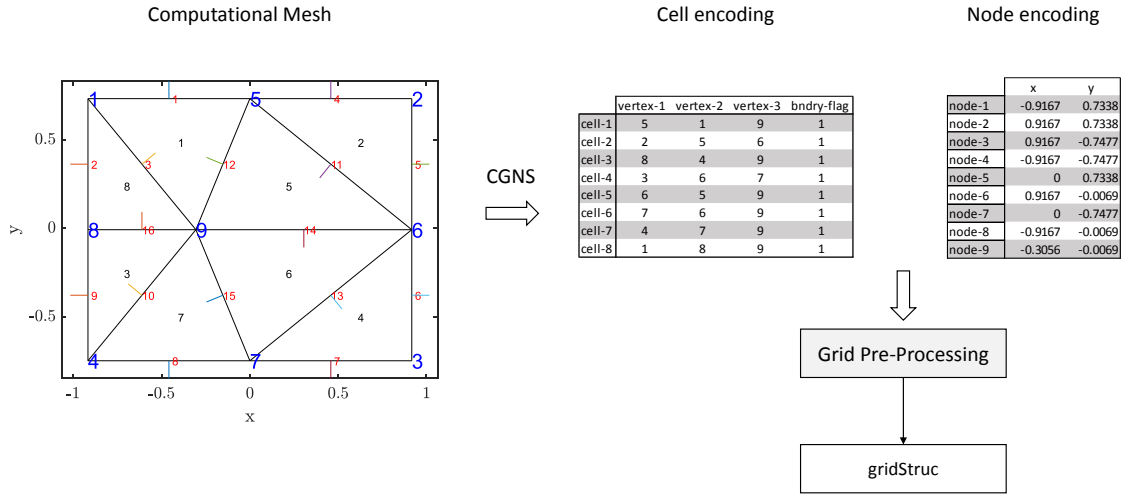 Computational Mesh
Cell encoding
Node encoding
1 1 5 4 2
0.5
1
2
2 3 12 11 5
8
5
y
0
8 16 9 14 6
3
6
9 10 15 13 6
-0.5
7
4
4 8 7 7 3
-1 -0.5 0 0.5 1
x
CGNS
vertex-1 vertex-2 vertex-3 bndry-flag
cell-1 5 1 9 1
cell-2 2 5 6 1
cell-3 8 4 9 1
cell-4 3 6 7 1
cell-5 6 5 9 1
cell-6 7 6 9 1
cell-7 4 7 9 1
cell-8 1 8 9 1
x y
node-1 -0.9167 0.7338
node-2 0.9167 0.7338
node-3 0.9167 -0.7477
node-4 -0.9167 -0.7477
node-5 0 0.7338
node-6 0.9167 -0.0069
node-7 0 -0.7477
node-8 -0.9167 -0.0069
node-9 -0.3056 -0.0069
Grid Pre-Processing
gridStruc